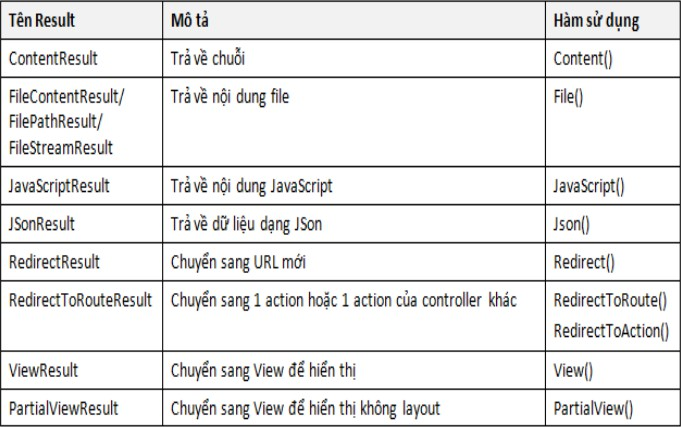 Tên Result Mô tả Hàm sử dụng
ContentResult Trả về chuỗi Content()
FileContentResult/ Trả về nội dung file File()
FilePathResult/
FileStreamResult
JavaScriptResult Trả về nội dung JavaScript JavaScript()
JSonResult Trả về dữ liệu dạng JSon Json()
RedirectResult Chuyển sang URL mới Redirect()
RedirectToRouteResult Chuyển sang 1 action hoặc 1 action của controller khác RedirectToRoute()
RedirectToAction()
ViewResult Chuyển sang View để hiển thị View()
PartialViewResult Chuyển sang View để hiển thị không layout PartialView()